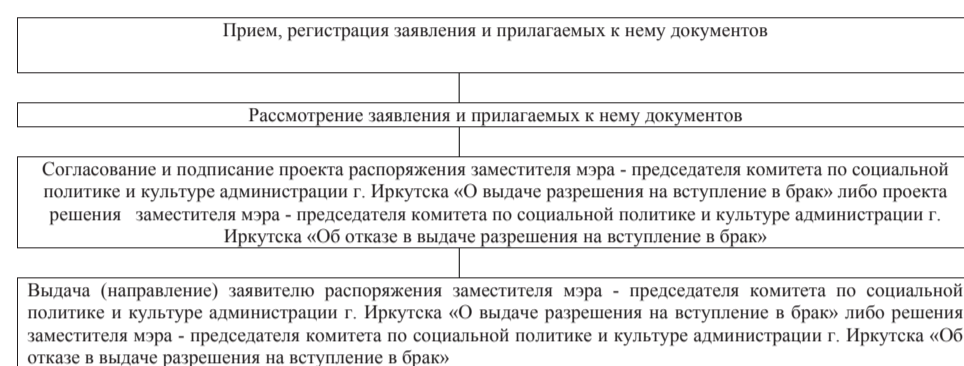 Прием, регистрация заявления и прилагаемых к нему документов
Рассмотрение заявления и прилагаемых к нему документов
Согласование и подписание проекта распоряжения заместителя мэра - председателя комитета по социальной
политике и культуре администрации г. Иркутска «О выдаче разрешения на вступление в брак» либо проекта
решения заместителя мэра - председателя комитета по социальной политике и культуре администрации г.
Иркутска «Об отказе в выдаче разрешения на вступление в брак»
Выдача (направление) заявителю распоряжения заместителя мэра - председателя комитета по социальной
политике и культуре администрации г. Иркутска «О выдаче разрешения на вступление в брак» либо решения
заместителя мэра - председателя комитета по социальной политике и культуре администрации г. Иркутска «Об
отказе в выдаче разрешения на вступление в брак»